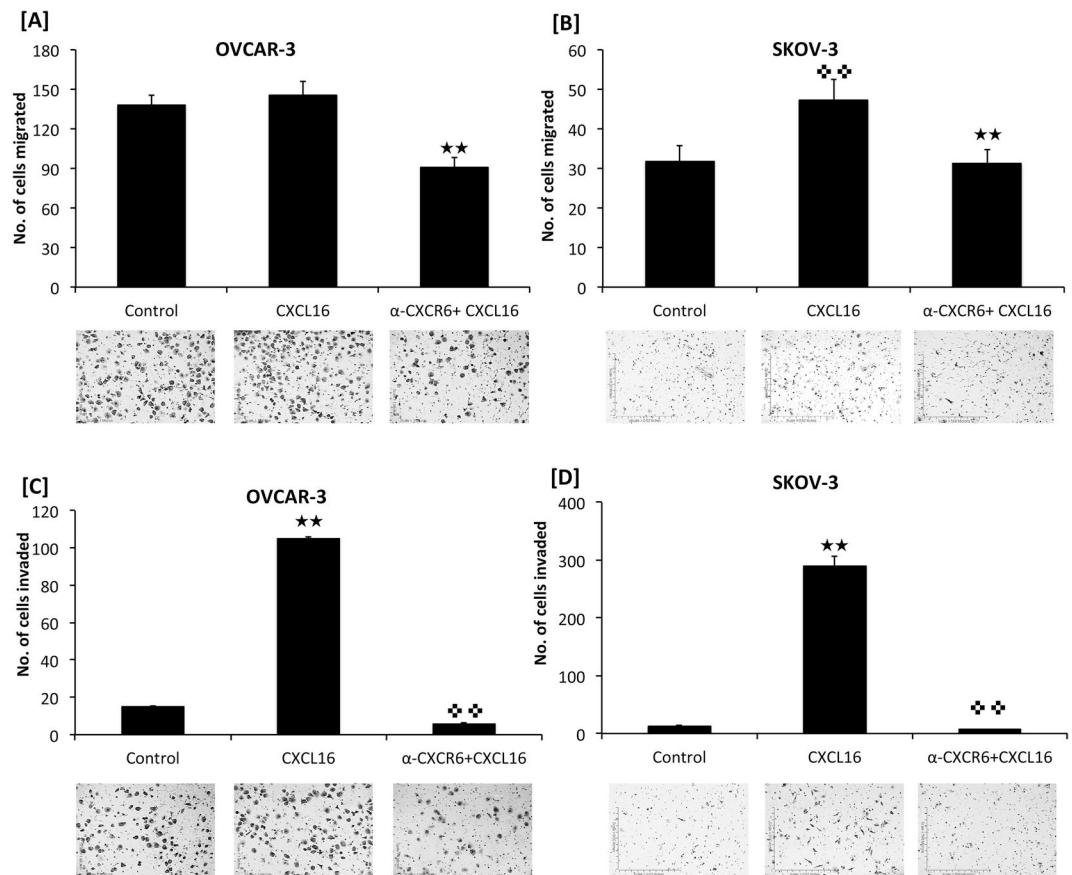 [A]
OVCAR-3
No. of cells migrated
180
150
120
90
60
30
0
★★
Control
CXCL16
α-CXCR6+ CXCL16
[B]
SKOV-3
No. of cells migrated
60
50
40
30
20
10
0
★★
Control
CXCL16
α-CXCR6+ CXCL16
[C]
OVCAR-3
No. of cells invaded
120
100
80
60
40
20
0
★★
Control
CXCL16
α-CXCR6+CXCL16
[D]
SKOV-3
No. of cells invaded
400
300
200
100
0
★★
Control
CXCL16
α-CXCR6+CXCL16